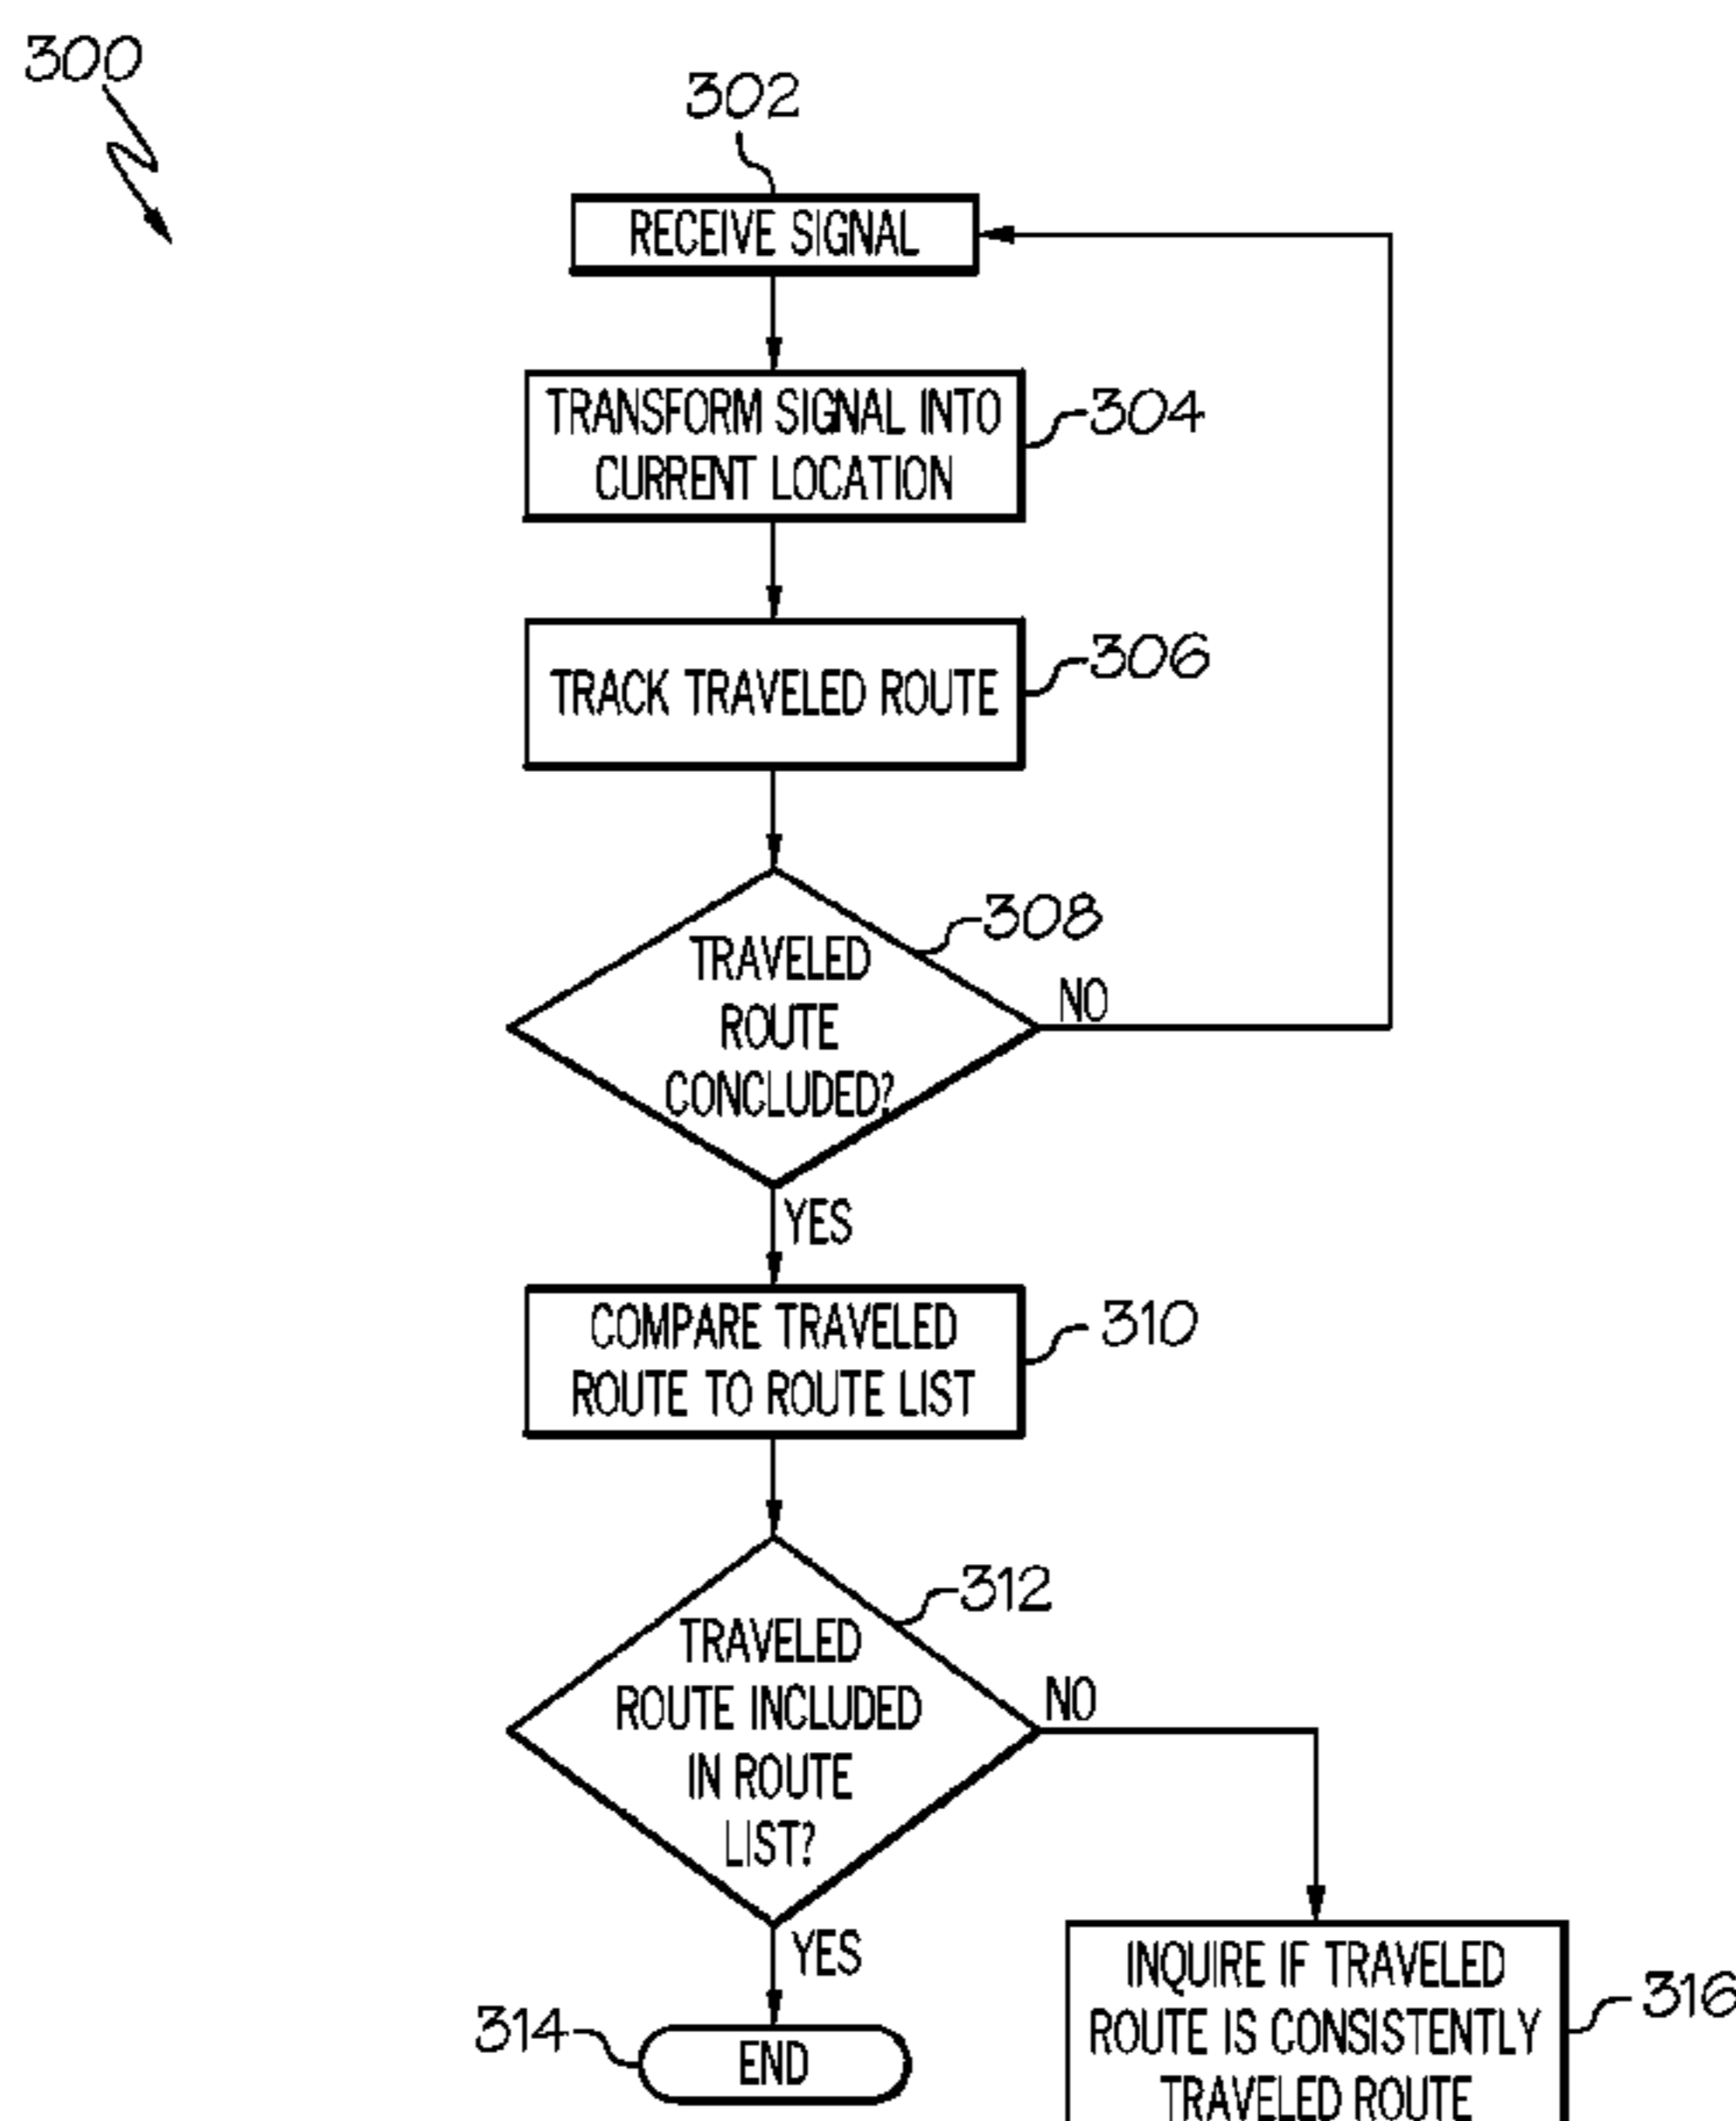 300
302
RECEIVE SIGNAL
TRANSFORM SIGNAL INTO
CURRENT LOCATION
304
TRACK TRAVELED ROUTE
306
308
TRAVELED
ROUTE
CONCLUDED?
NO
YES
COMPARE TRAVELED
ROUTE TO ROUTE LIST
310
312
TRAVELED
ROUTE INCLUDED
IN ROUTE
LIST?
NO
YES
314
END
INQUIRE IF TRAVELED
ROUTE IS CONSISTENTLY
TRAVELED ROUTE
316